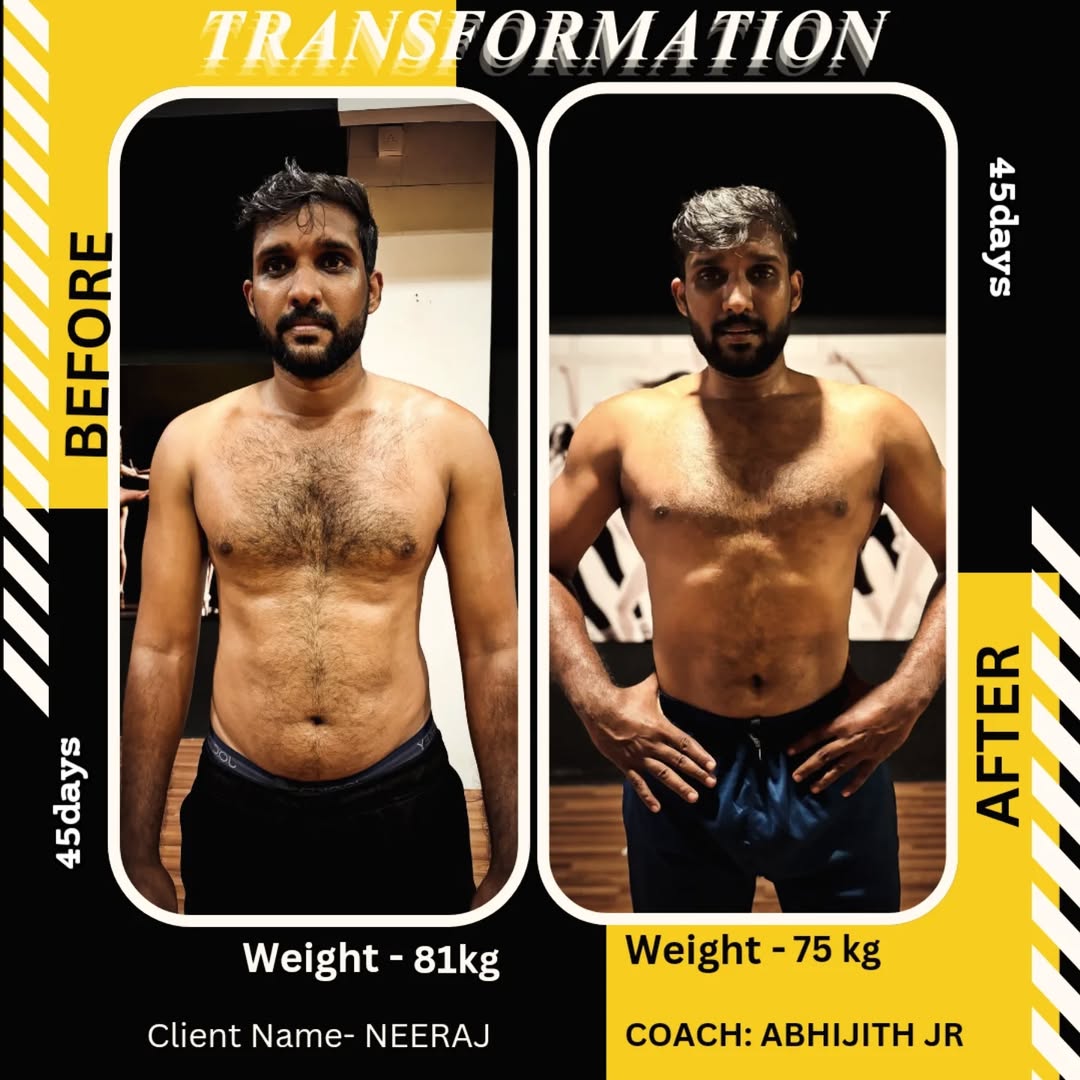 TRANSFORMATION
BEFORE
45days
45days
AFTER
Weight - 81kg
Weight - 75 kg
Client Name- NEERAJ
COACH: ABHIJITH JR